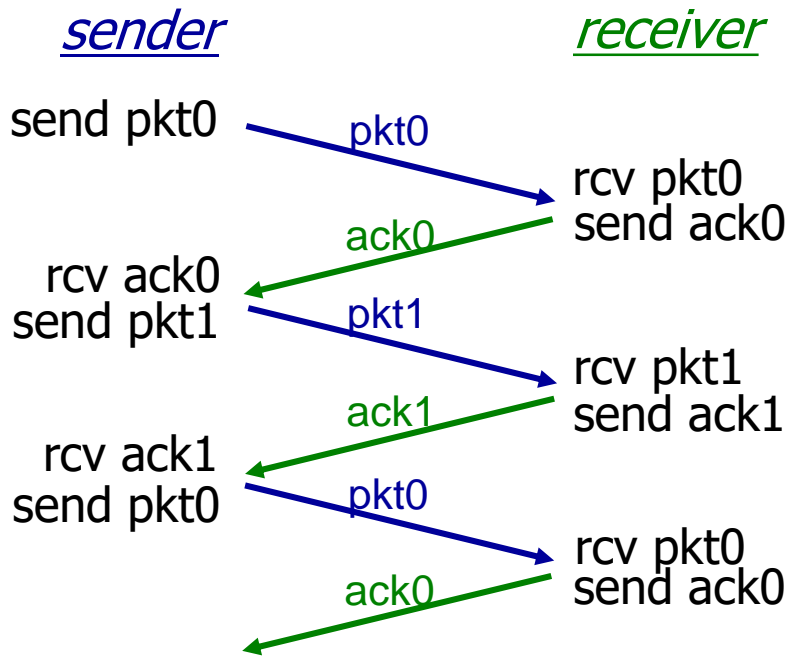 sender
receiver
send pkt0
pkt0
rcv pkt0
send ack0
ack0
rcv ack0
send pkt1
pkt1
rcv pkt1
send ack1
ack1
rcv ack1
send pkt0
pkt0
rcv pkt0
send ack0
ack0